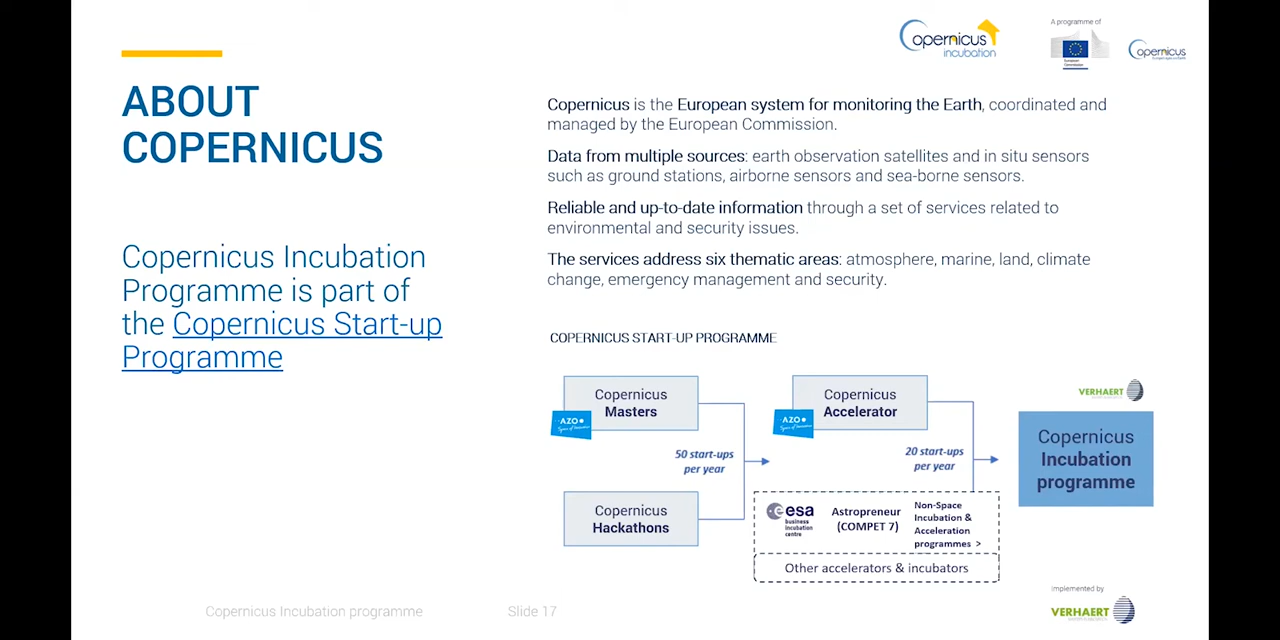 Copernicus
incubation
A programme of
European
Commission
Copernicus
ABOUT
COPERNICUS
Copernicus Incubation
Programme is part of
the Copernicus Start-up
Programme
Copernicus is the European system for monitoring the Earth, coordinated and
managed by the European Commission.
Data from multiple sources: earth observation satellites and in situ sensors
such as ground stations, airborne sensors and sea-borne sensors.
Reliable and up-to-date information through a set of services related to
environmental and security issues.
The services address six thematic areas: atmosphere, marine, land, climate
change, emergency management and security.
COPERNICUS START-UP PROGRAMME
Copernicus
Masters
AZO
50 start-ups
per year
Copernicus
Hackathons
Copernicus
Accelerator
AZO
20 start-ups
per year
esa
business
incubation
centre
Astropreneur
(COMPET 7)
Non-Space
Incubation &
Acceleration
programmes >
Other accelerators & incubators
VERHAERT
Copernicus
Incubation
programme
Copernicus Incubation programme
Slide 17
Implemented by
VERHAERT